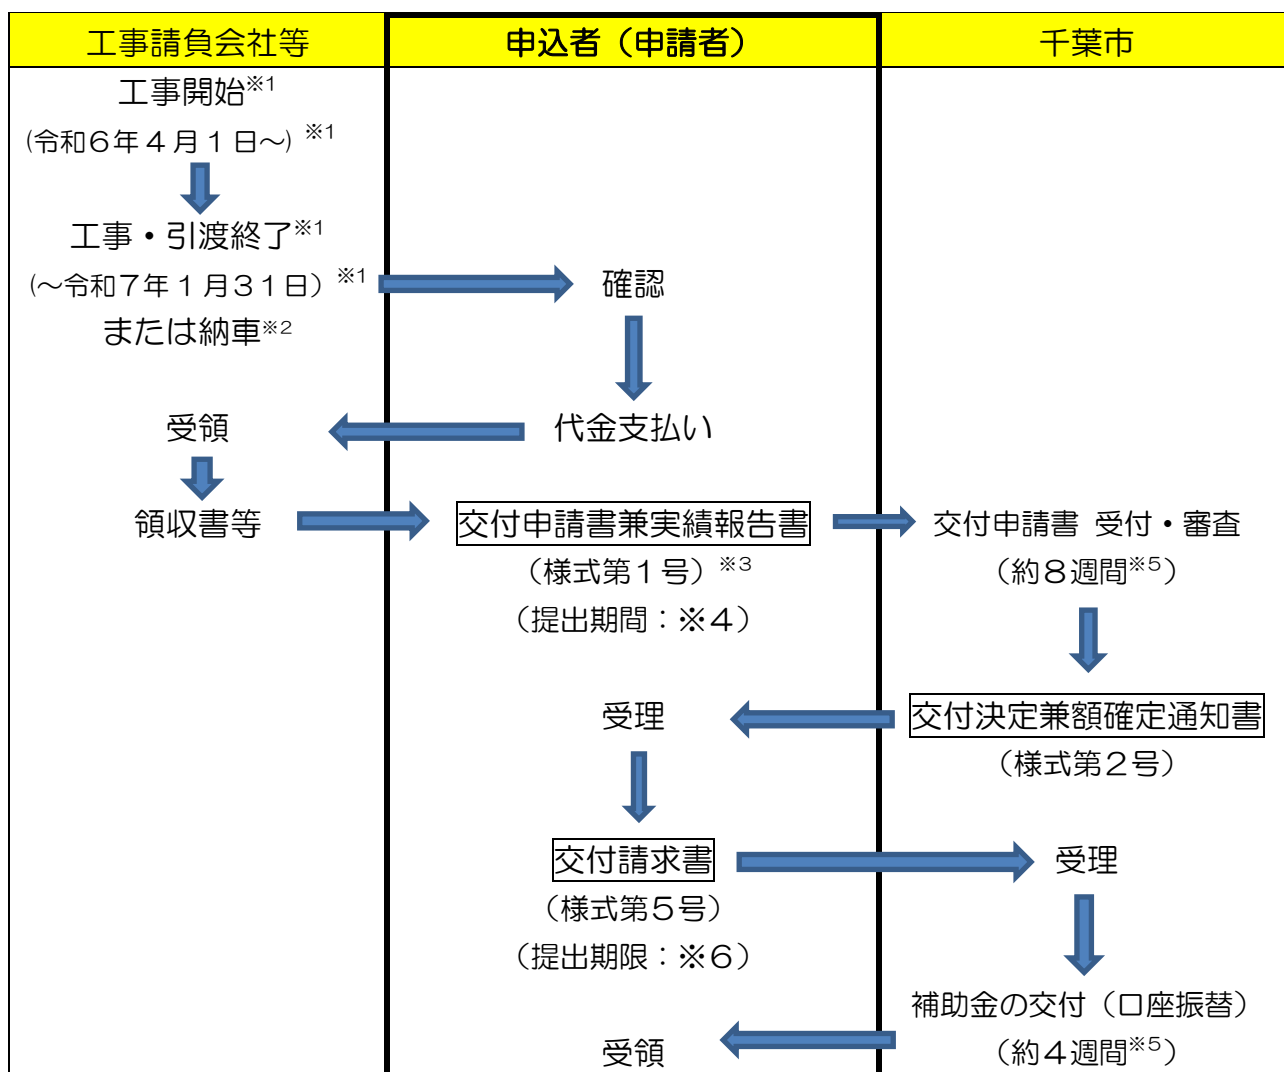 工事請負会社等 申込者（申請者） 千葉市
工事開始※1
(令和６年４月１日～) ※1
工事・引渡終了※1
(～令和７年１月３１日） ※1 確認
または納車※2
受領 代金支払い
領収書等 交付申請書兼実績報告書 交付申請書 受付・審査
（様式第１号）※3 （約８週間※5）
（提出期間：※４）
受理 交付決定兼額確定通知書
（様式第２号）
交付請求書 受理
（様式第５号）
（提出期限：※６）
補助金の交付（口座振替）
受領 （約４週間※5）